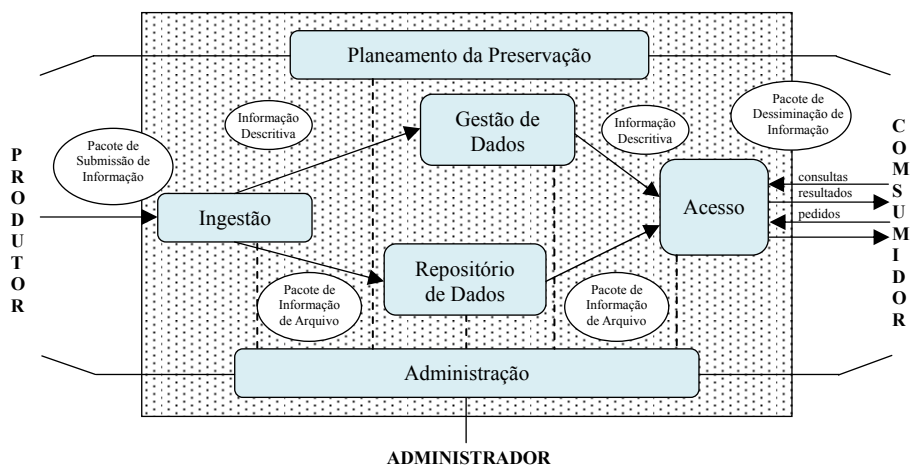 Planeamento da Preservação
Informação
Descritiva
Gestão de
Dados
Informação
Descritiva
Pacote de
Dessiminação de
Informação
PRODUTOR
Pacote de
Submissão de
Informação
Ingestão
Acesso
consultas
resultados
pedidos
COMSUMIDOR
Pacote de
Informação
de Arquivo
Repositório
de Dados
Pacote de
Informação
de Arquivo
Administração
ADMINISTRADOR